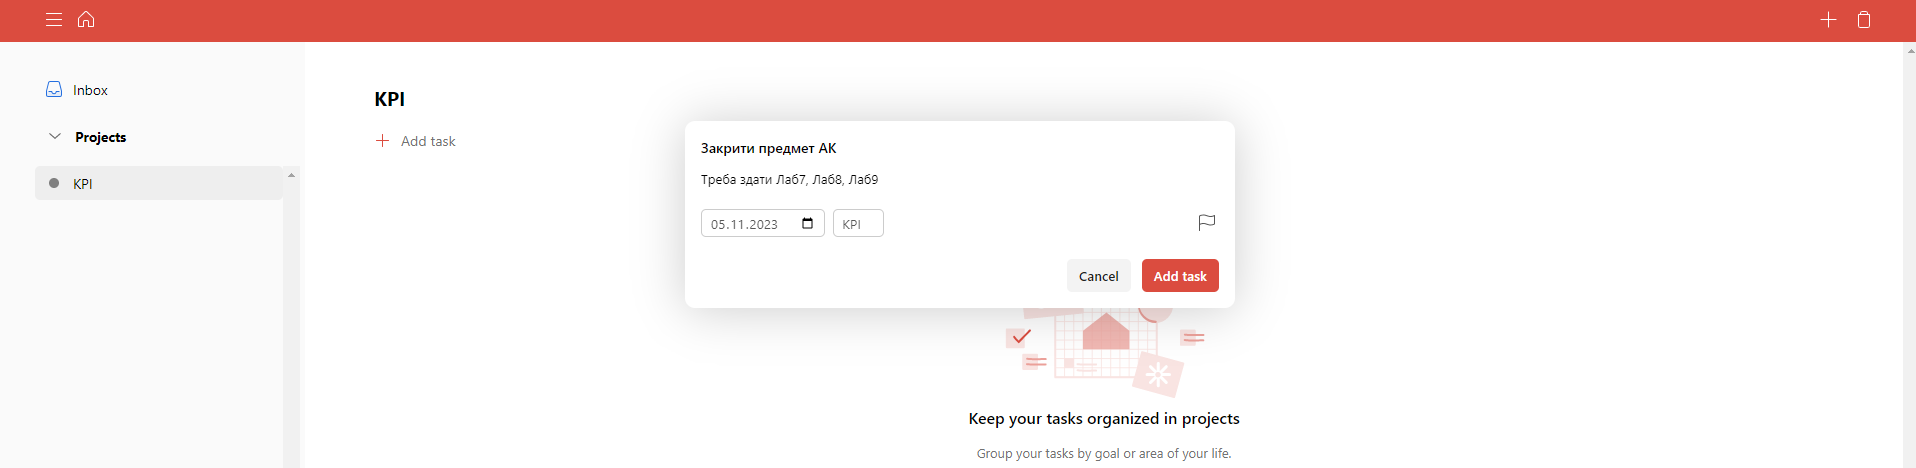 Inbox
Projects
KPI
KPI
Add task
Закрити предмет АК
Треба здати Лаб7, Лаб8, Лаб9
05.11.2023 KPI
Cancel Add task
Keep your tasks organized in projects
Group your tasks by goal or area of your life.